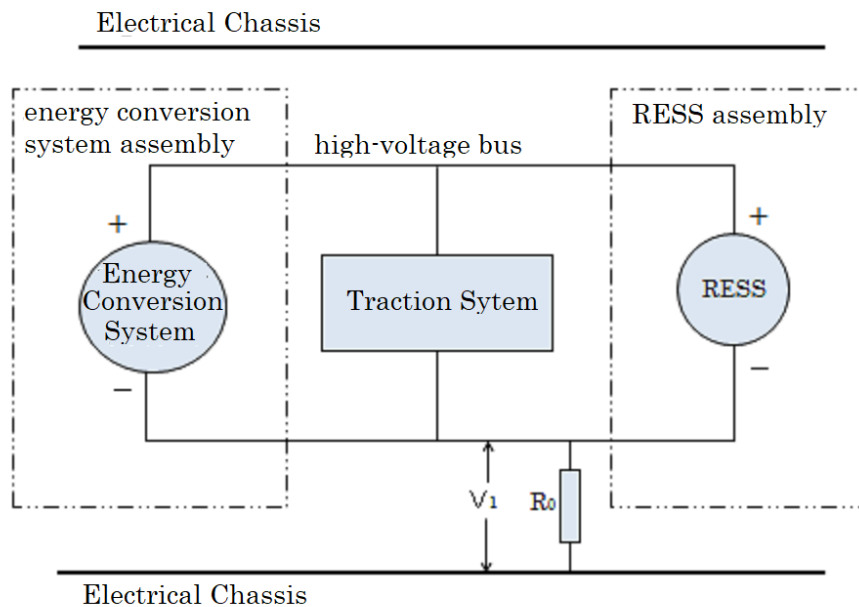 Electrical Chassis
energy conversion
system assembly
RESS assembly
high-voltage bus
+
+
Energy
Conversion
System
Traction Sytem
RESS
−
−
V1
R0
Electrical Chassis